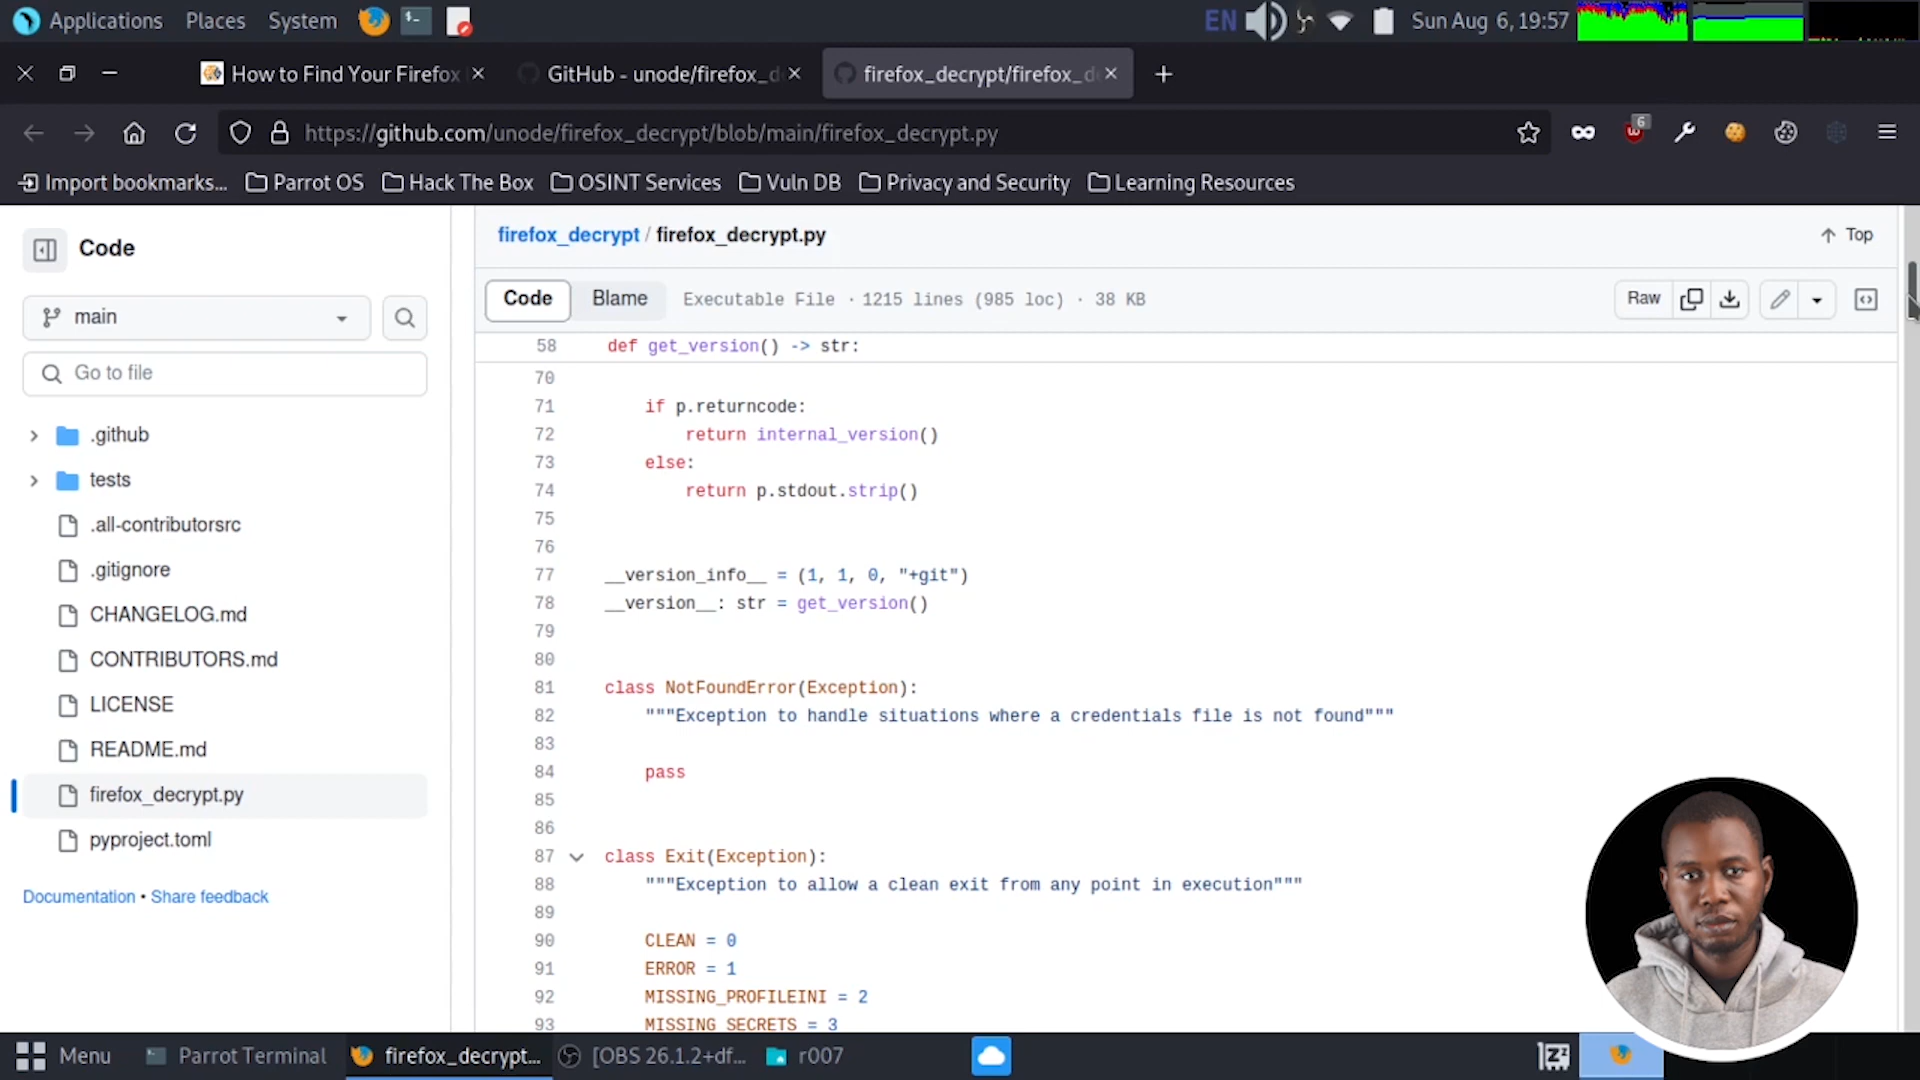 Applications Places System EN Sun Aug 6, 19:57
How to Find Your Firefox GitHub - unode/firefox_d firefox_decrypt/firefox_d
https://github.com/unode/firefox_decrypt/blob/main/firefox_decrypt.py 6
Import bookmarks... Parrot OS Hack The Box OSINT Services Vuln DB Privacy and Security Learning Resources
Code
main
Go to file
.github
tests
.all-contributorsrc
.gitignore
CHANGELOG.md
CONTRIBUTORS.md
LICENSE
README.md
firefox_decrypt.py
pyproject.toml
Documentation • Share feedback
firefox_decrypt / firefox_decrypt.py Top
Code Blame Executable File · 1215 lines (985 loc) · 38 KB Raw
58 def get_version() -> str:
70
71 if p.returncode:
72 return internal_version()
73 else:
74 return p.stdout.strip()
75
76
77 __version_info__ = (1, 1, 0, "+git")
78 __version__: str = get_version()
79
80
81 class NotFoundError(Exception):
82 """Exception to handle situations where a credentials file is not found"""
83
84 pass
85
86
87 class Exit(Exception):
88 """Exception to allow a clean exit from any point in execution"""
89
90 CLEAN = 0
91 ERROR = 1
92 MISSING_PROFILEINI = 2
93 MISSING_SECRETS = 3
Menu Parrot Terminal firefox_decrypt... [OBS 26.1.2+df... r007